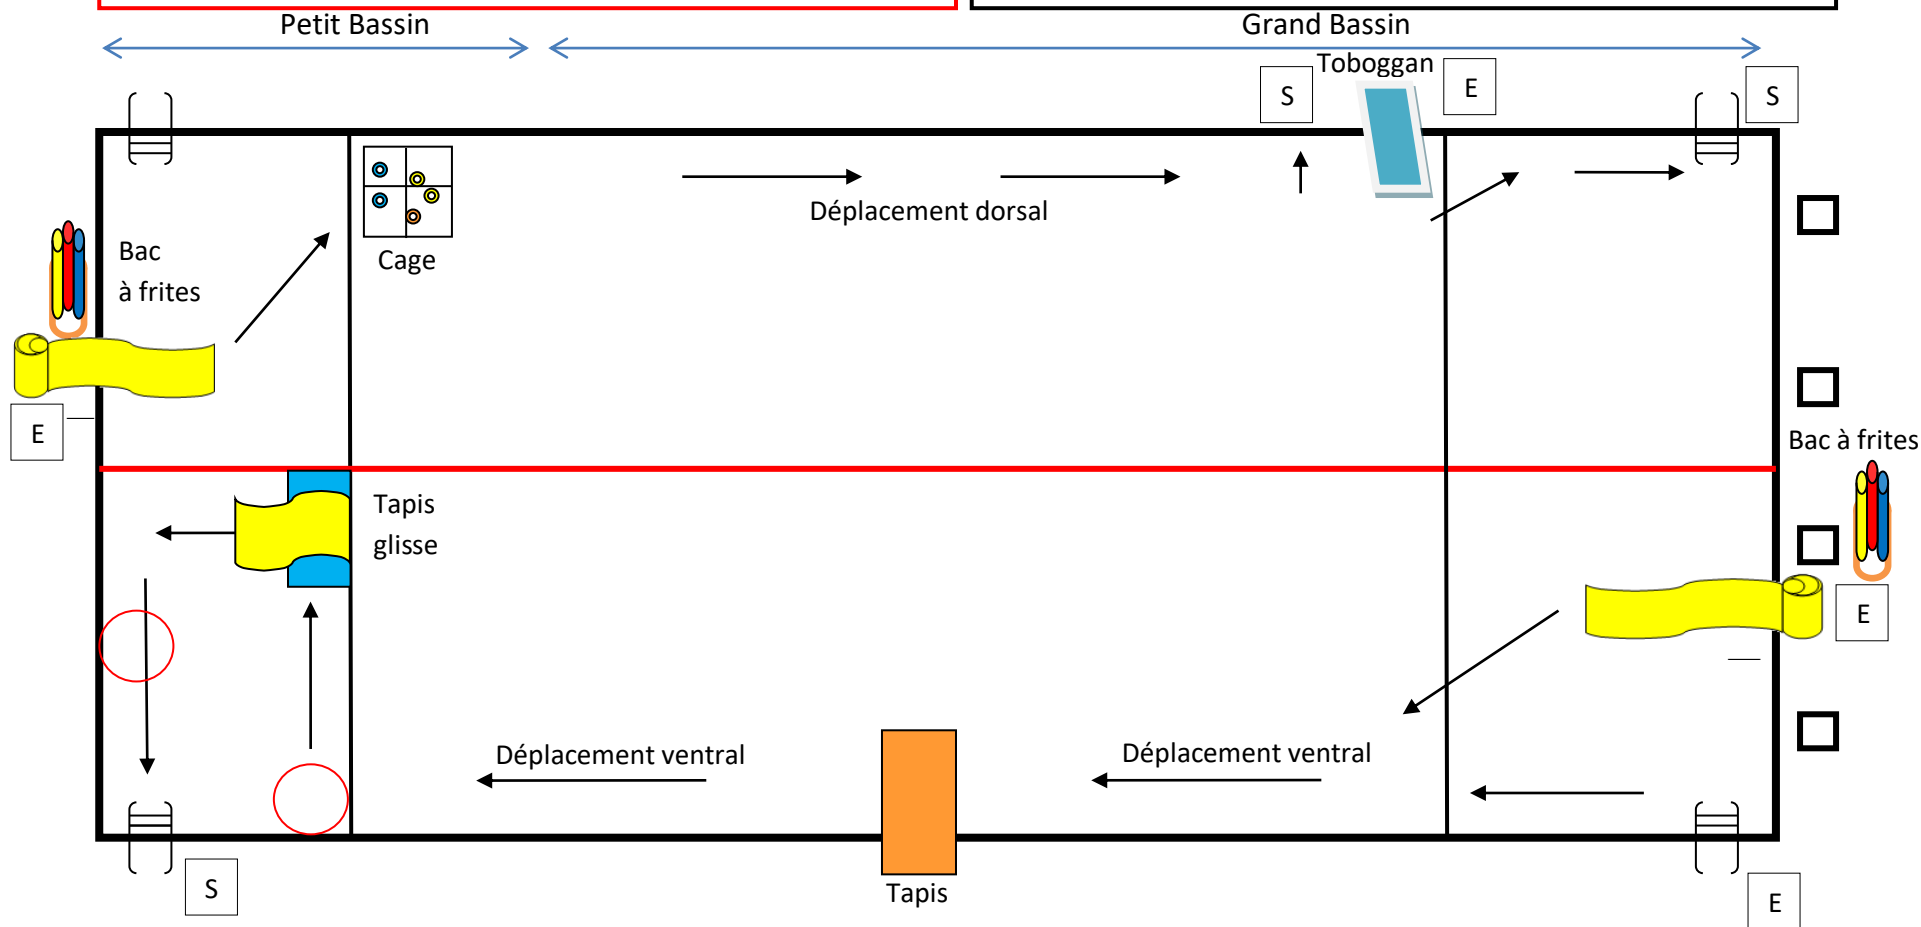 Petit Bassin
Grand Bassin
Toboggan
S
E
S
Déplacement dorsal
Bac
à frites
Cage
E
Bac à frites
Tapis
glisse
E
Déplacement ventral
Déplacement ventral
S
Tapis
E